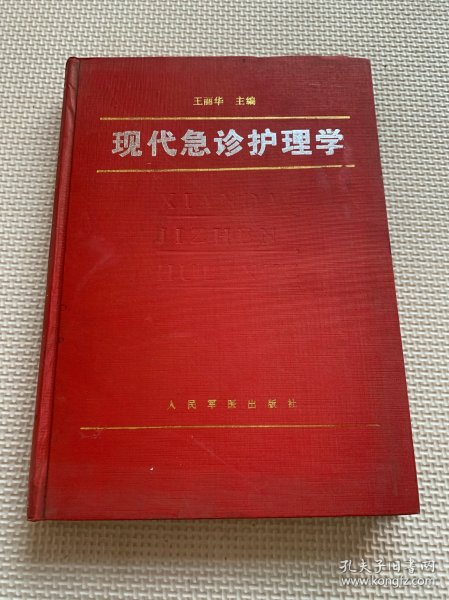 王丽华 主编
现代急诊护理学
XIANDAI
JIZHEN
HULIXUE
人民军医出版社
孔夫子旧书网
www.kongfz.com